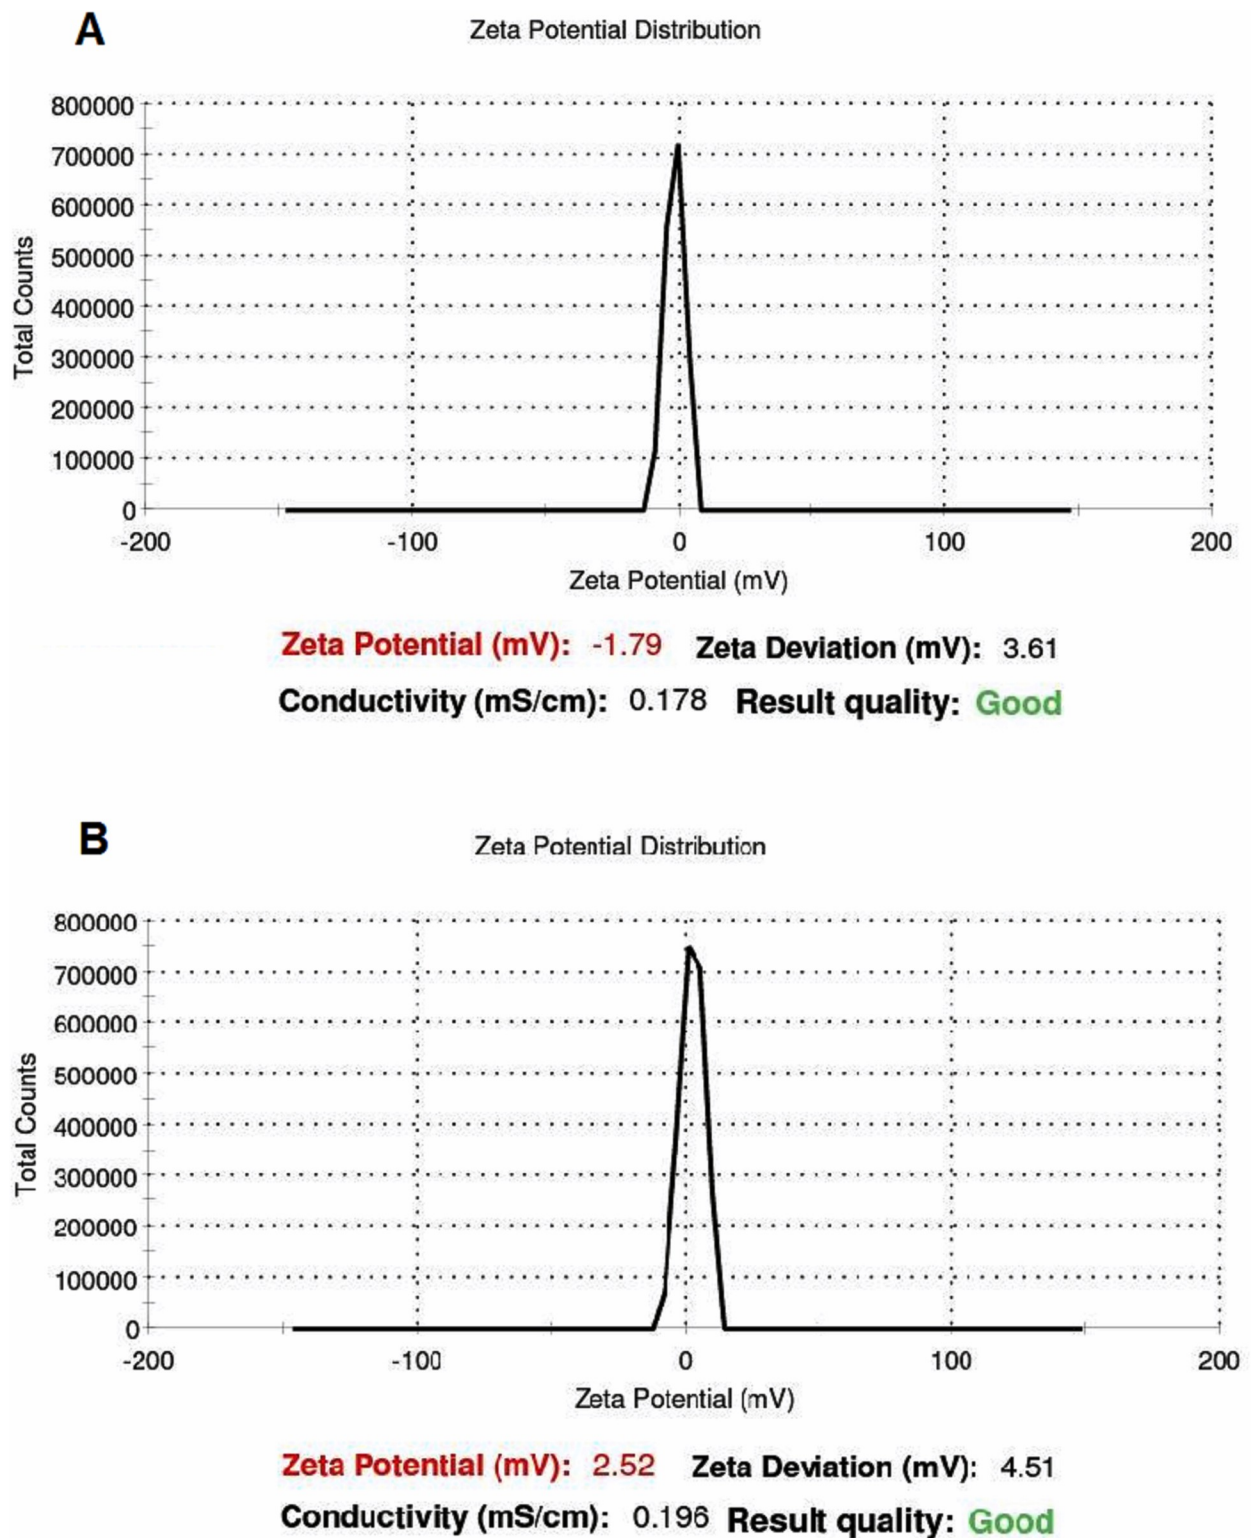 A
Zeta Potential Distribution
800000
700000
600000
500000
400000
300000
200000
100000
0
Total Counts
-200 -100 0 100 200
Zeta Potential (mV)
Zeta Potential (mV): -1.79 Zeta Deviation (mV): 3.61
Conductivity (mS/cm): 0.178 Result quality: Good
B
Zeta Potential Distribution
800000
700000
600000
500000
400000
300000
200000
100000
0
Total Counts
-200 -100 0 100 200
Zeta Potential (mV)
Zeta Potential (mV): 2.52 Zeta Deviation (mV): 4.51
Conductivity (mS/cm): 0.196 Result quality: Good